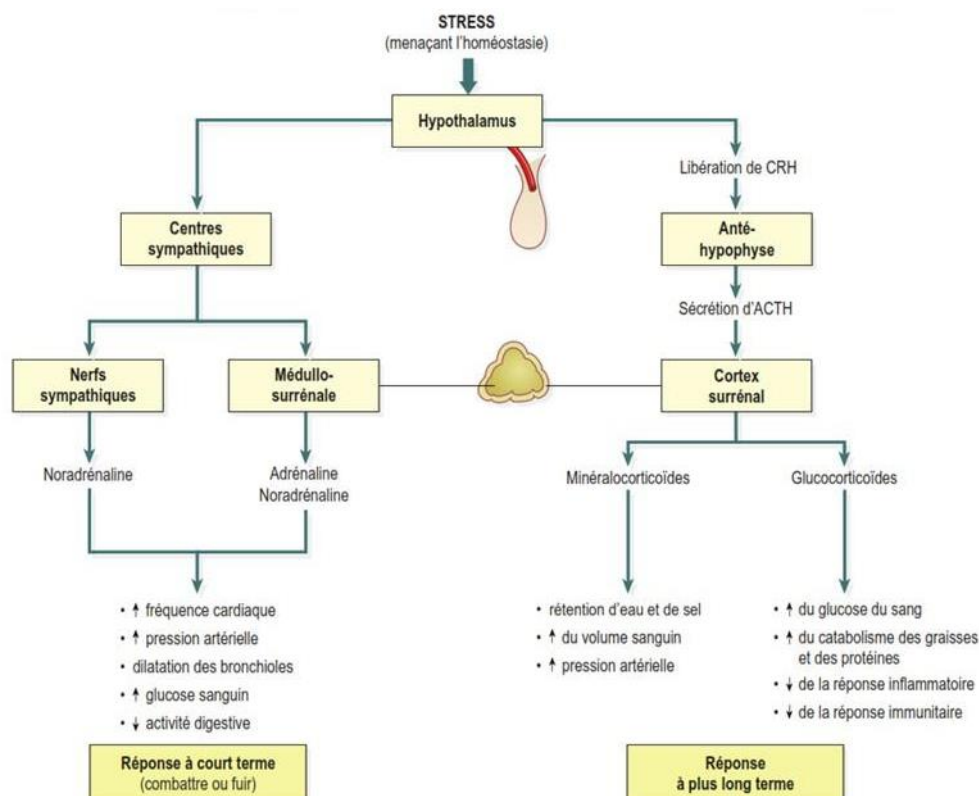 STRESS
(menaçant l'homéostasie)
Hypothalamus
Libération de CRH
Centres
sympathiques
Anté-
hypophyse
Sécrétion d'ACTH
Nerfs
sympathiques
Médullo-
surrénale
Cortex
surrénal
Noradrénaline
Adrénaline
Noradrénaline
Minéralocorticoïdes
Glucocorticoïdes
• ↑ fréquence cardiaque
• ↑ pression artérielle
• dilatation des bronchioles
• ↑ glucose sanguin
• ↓ activité digestive
• rétention d'eau et de sel
• ↑ du volume sanguin
• ↑ pression artérielle
• ↑ du glucose du sang
• ↑ du catabolisme des graisses
et des protéines
• ↓ de la réponse inflammatoire
• ↓ de la réponse immunitaire
Réponse à court terme
(combattre ou fuir)
Réponse
à plus long terme